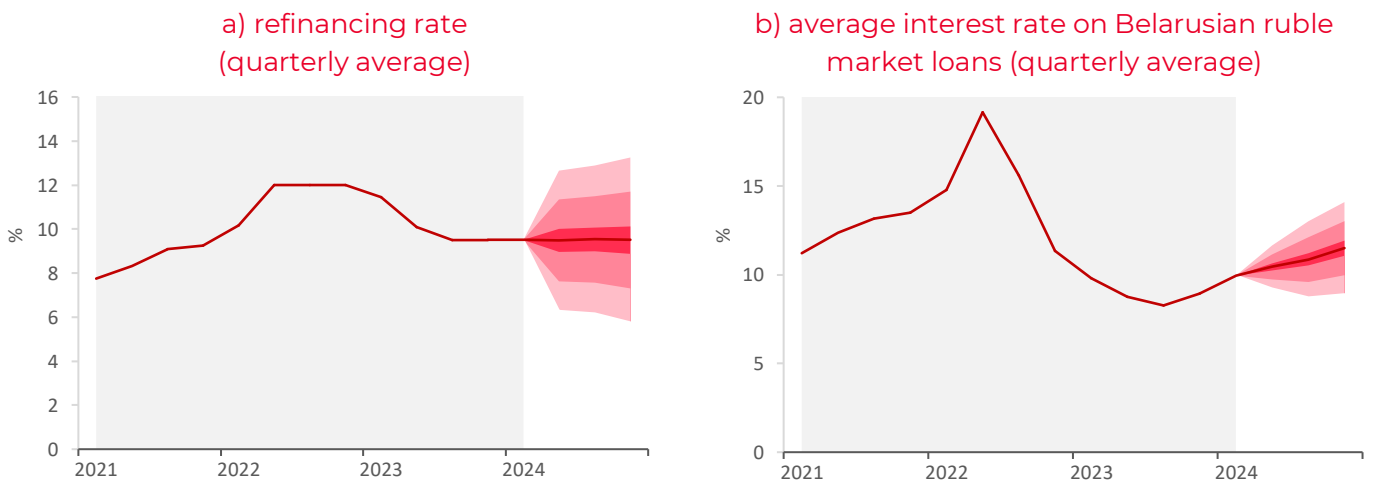 a) refinancing rate
(quarterly average)
16
14
12
10
8
6
4
2
0
%
2021 2022 2023 2024
b) average interest rate on Belarusian ruble
market loans (quarterly average)
20
15
10
5
0
%
2021 2022 2023 2024